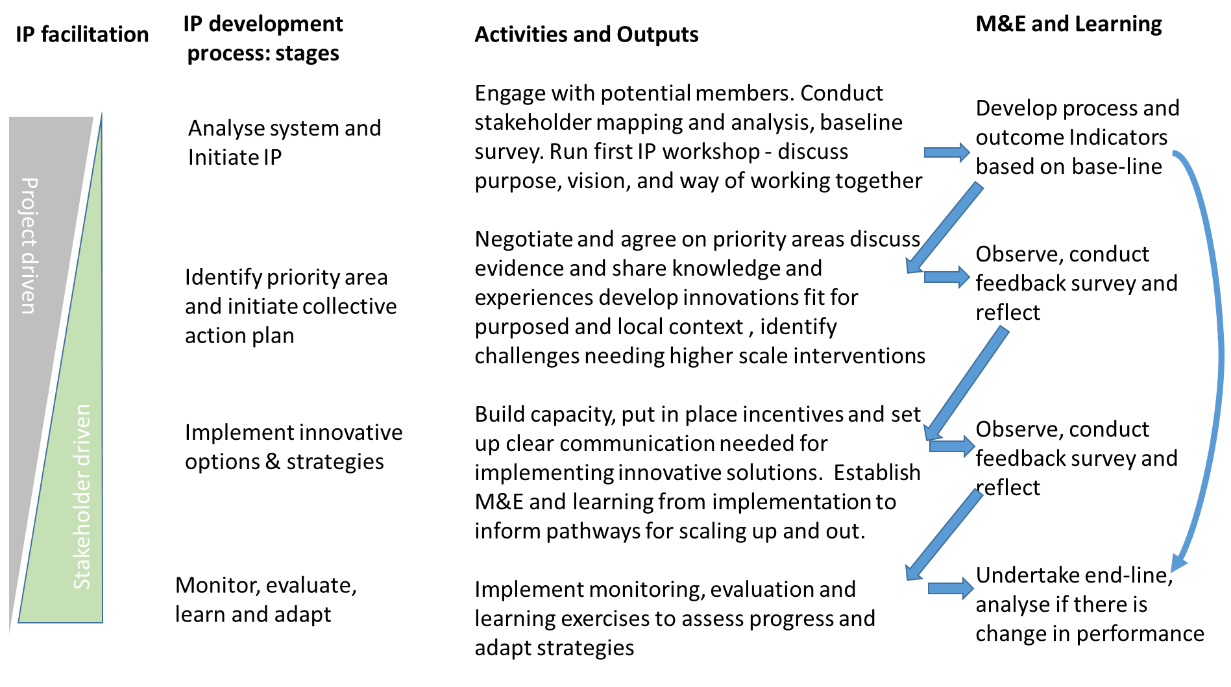 IP facilitation
IP development
process: stages
Activities and Outputs
M&E and Learning
Project driven
Stakeholder driven
Analyse system and
Initiate IP
Engage with potential members. Conduct
stakeholder mapping and analysis, baseline
survey. Run first IP workshop - discuss
purpose, vision, and way of working together
Develop process and
outcome Indicators
based on base-line
Identify priority area
and initiate collective
action plan
Negotiate and agree on priority areas discuss
evidence and share knowledge and
experiences develop innovations fit for
purposed and local context , identify
challenges needing higher scale interventions
Observe, conduct
feedback survey and
reflect
Implement innovative
options & strategies
Build capacity, put in place incentives and set
up clear communication needed for
implementing innovative solutions.  Establish
M&E and learning from implementation to
inform pathways for scaling up and out.
Observe, conduct
feedback survey and
reflect
Monitor, evaluate,
learn and adapt
Implement monitoring, evaluation and
learning exercises to assess progress and
adapt strategies
Undertake end-line,
analyse if there is
change in performance